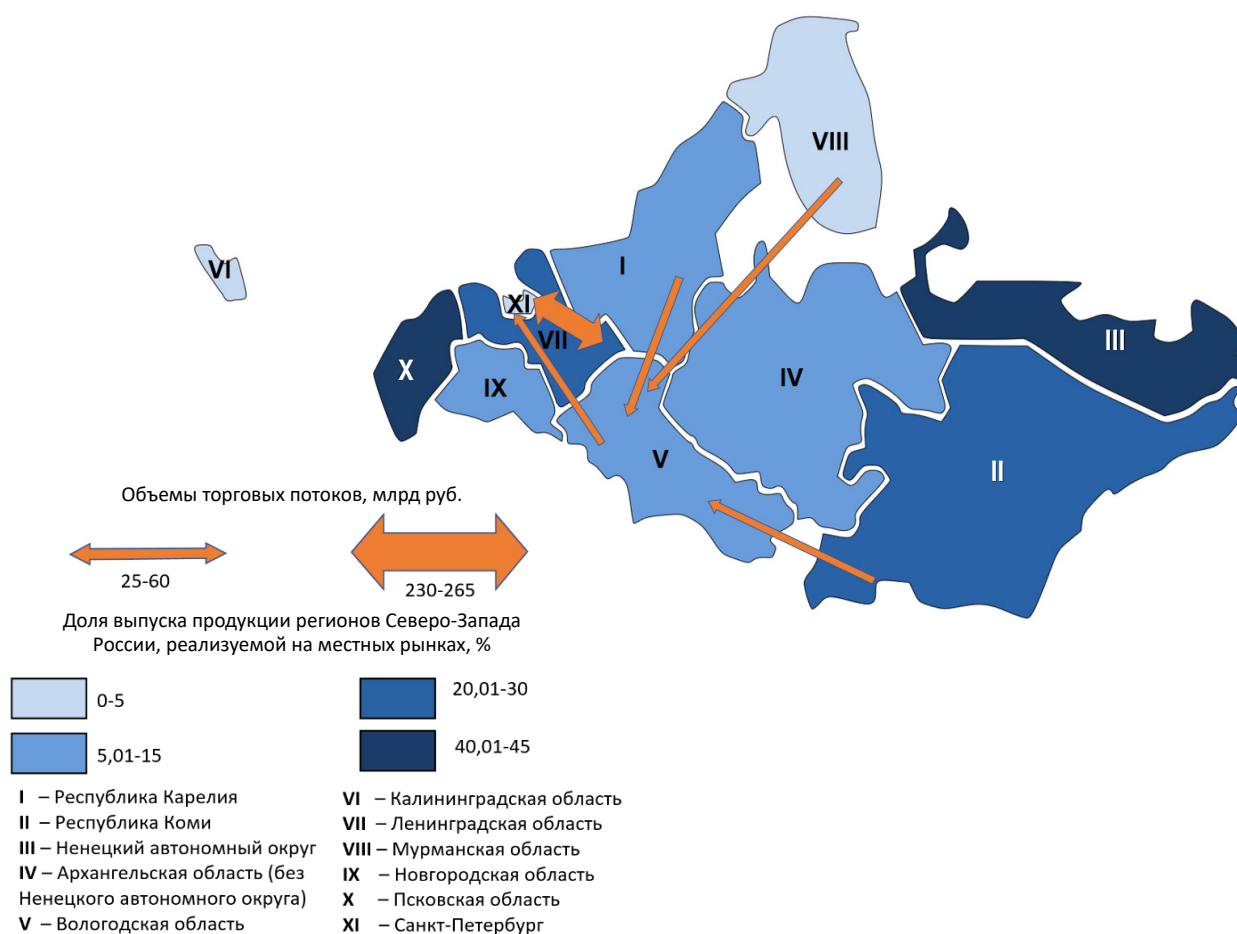 VIII
VI
I
XI
VII
III
X
IX
IV
V
II
Объемы торговых потоков, млрд руб.
25-60
230-265
Доля выпуска продукции регионов Северо-Запада
России, реализуемой на местных рынках, %
0-5
20,01-30
5,01-15
40,01-45
I – Республика Карелия
II – Республика Коми
III – Ненецкий автономный округ
IV – Архангельская область (без
Ненецкого автономного округа)
V – Вологодская область
VI – Калининградская область
VII – Ленинградская область
VIII – Мурманская область
IX – Новгородская область
X – Псковская область
XI – Санкт-Петербург